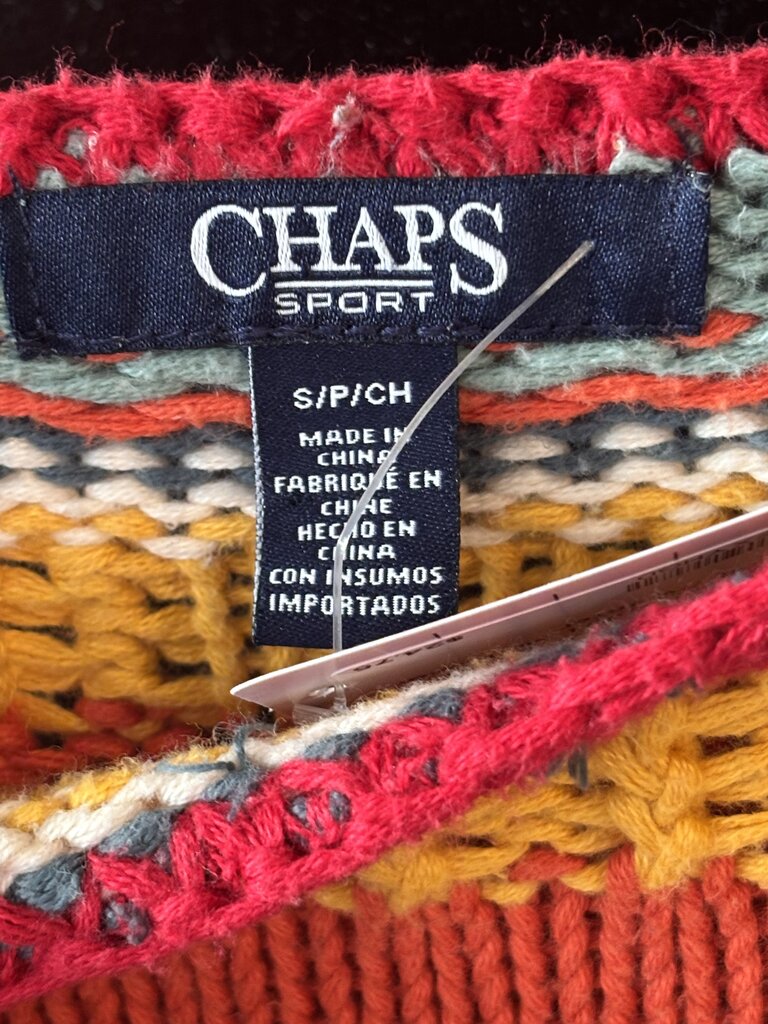 CHAPS
SPORT
S/P/CH
MADE IN
CHINA
FABRIQUÉ EN
CHINE
HECHO EN
CHINA
CON INSUMOS
IMPORTADOS